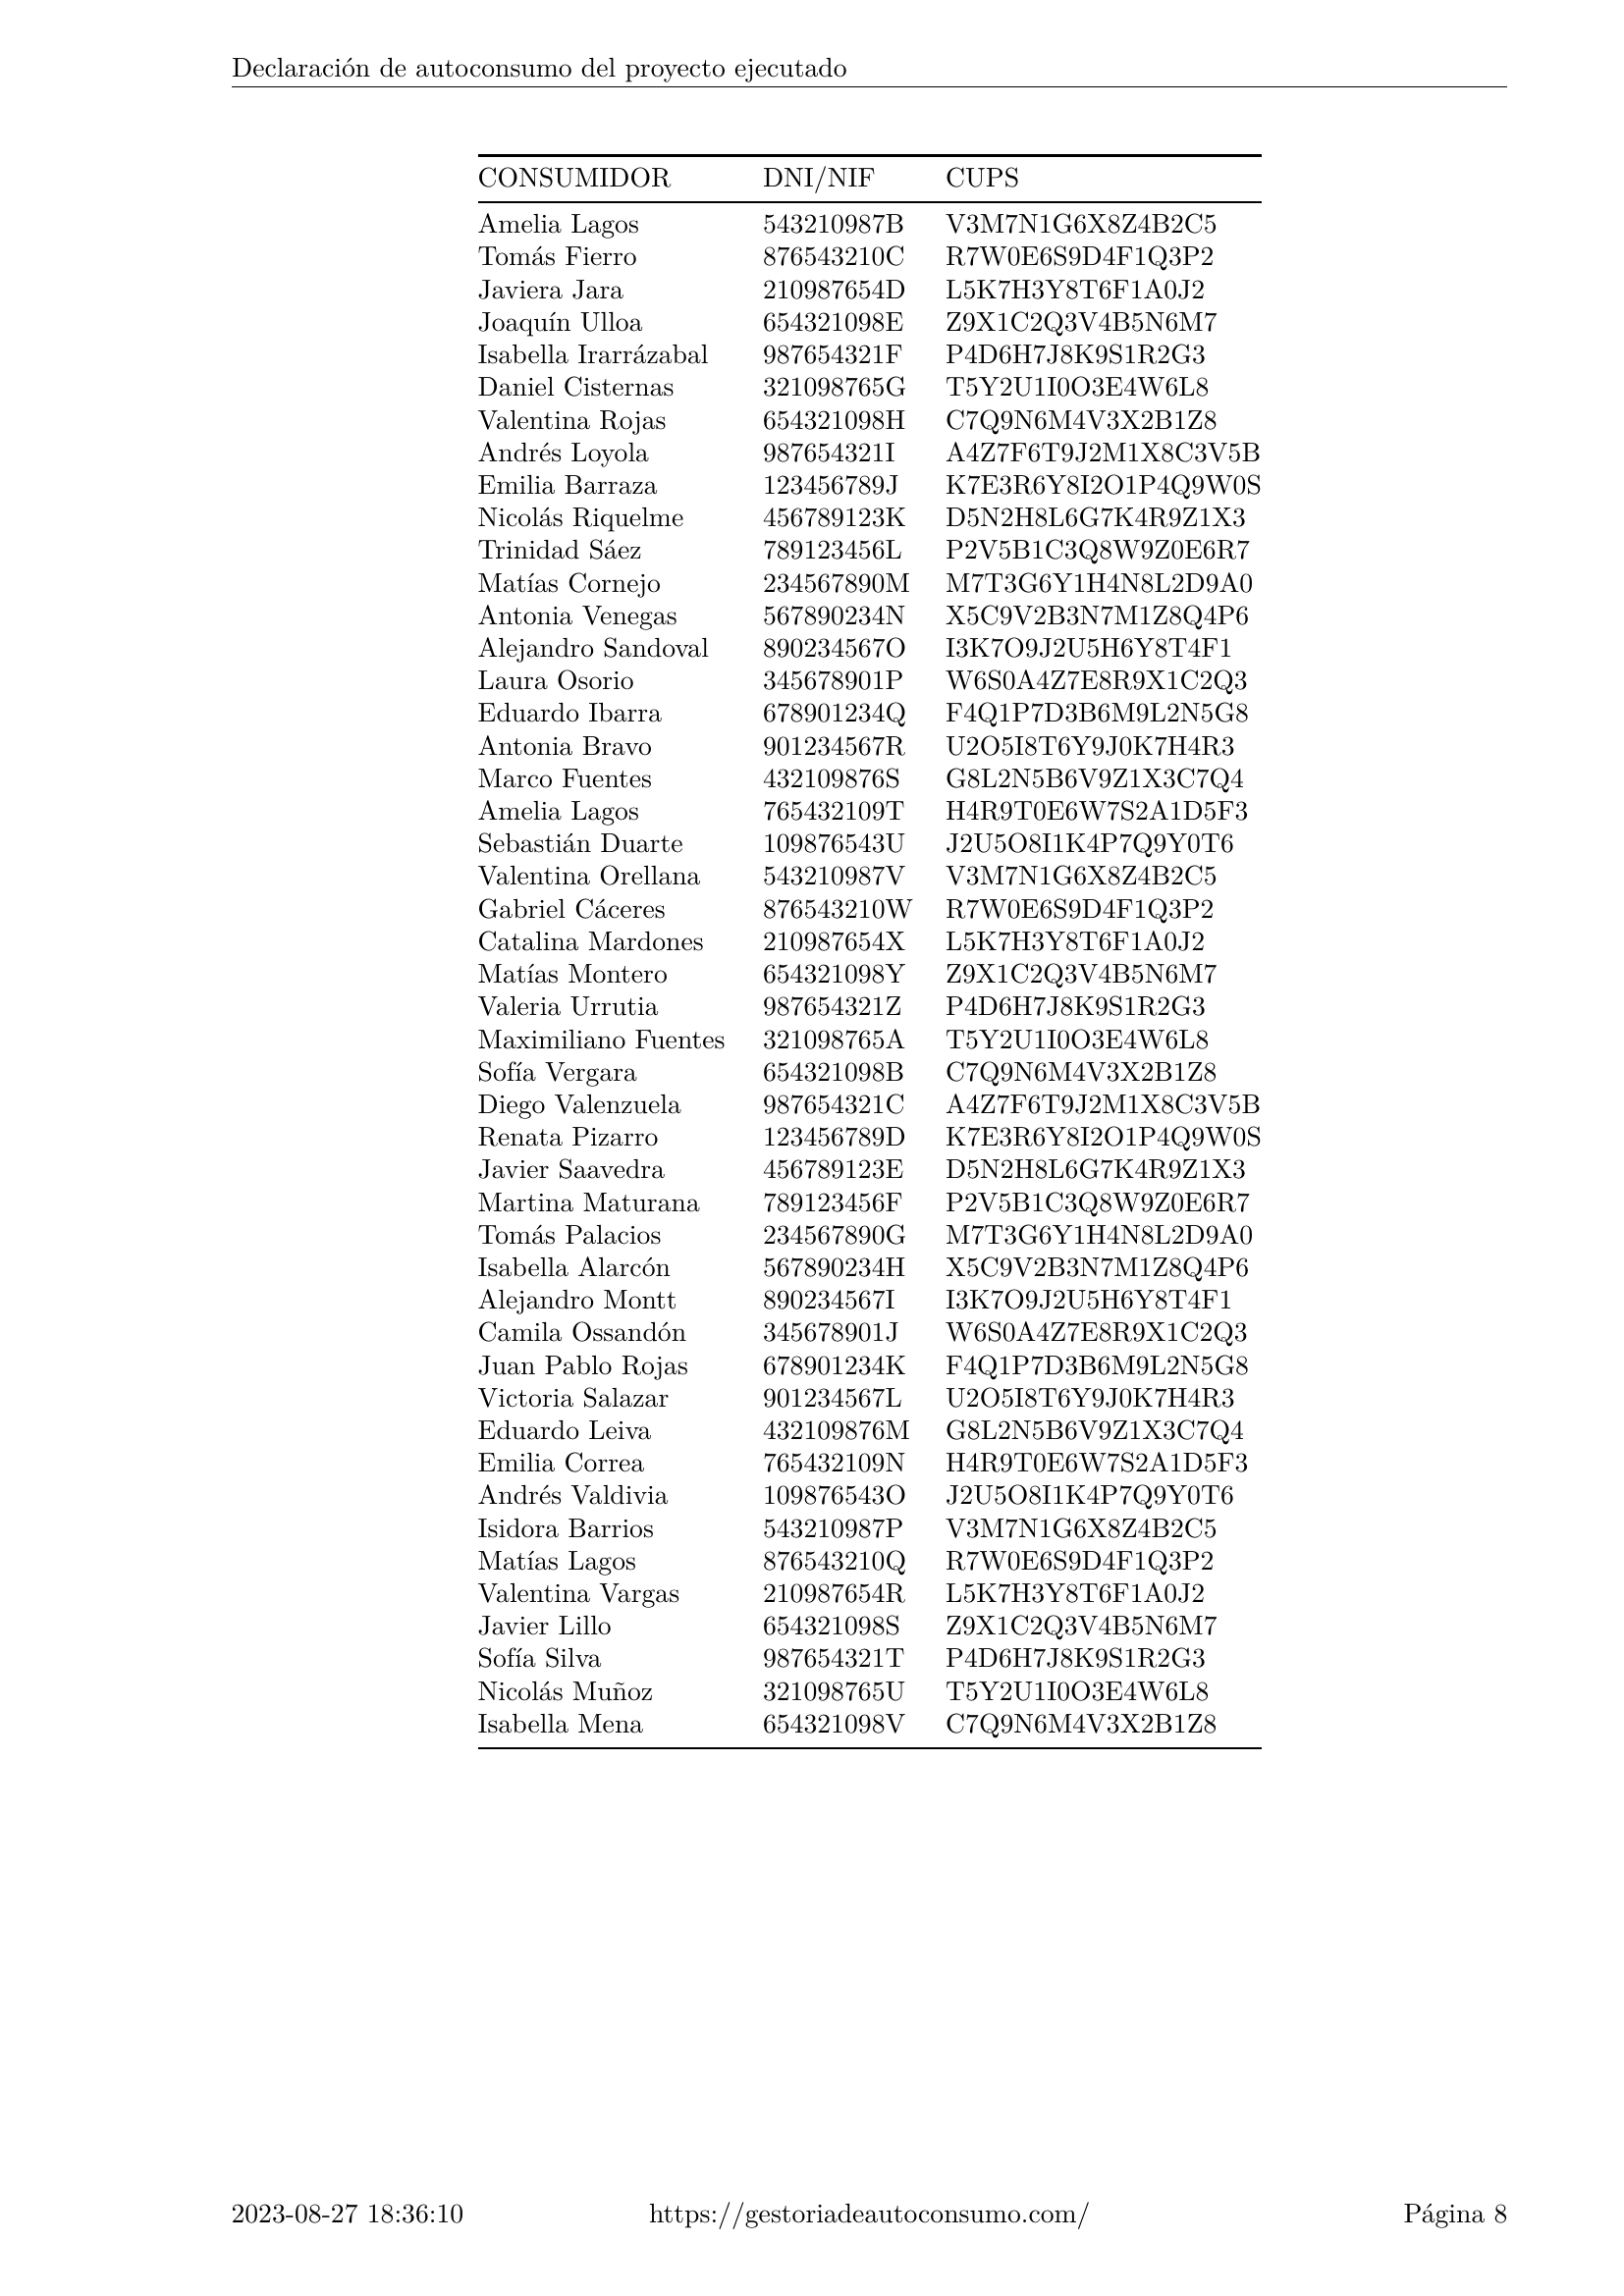 Declaración de autoconsumo del proyecto ejecutado
CONSUMIDOR DNI/NIF CUPS
Amelia Lagos 543210987B V3M7N1G6X8Z4B2C5
Tomás Fierro 876543210C R7W0E6S9D4F1Q3P2
Javiera Jara 210987654D L5K7H3Y8T6F1A0J2
Joaquín Ulloa 654321098E Z9X1C2Q3V4B5N6M7
Isabella Irarrázabal 987654321F P4D6H7J8K9S1R2G3
Daniel Cisternas 321098765G T5Y2U1I0O3E4W6L8
Valentina Rojas 654321098H C7Q9N6M4V3X2B1Z8
Andrés Loyola 987654321I A4Z7F6T9J2M1X8C3V5B
Emilia Barraza 123456789J K7E3R6Y8I2O1P4Q9W0S
Nicolás Riquelme 456789123K D5N2H8L6G7K4R9Z1X3
Trinidad Sáez 789123456L P2V5B1C3Q8W9Z0E6R7
Matías Cornejo 234567890M M7T3G6Y1H4N8L2D9A0
Antonia Venegas 567890234N X5C9V2B3N7M1Z8Q4P6
Alejandro Sandoval 890234567O I3K7O9J2U5H6Y8T4F1
Laura Osorio 345678901P W6S0A4Z7E8R9X1C2Q3
Eduardo Ibarra 678901234Q F4Q1P7D3B6M9L2N5G8
Antonia Bravo 901234567R U2O5I8T6Y9J0K7H4R3
Marco Fuentes 432109876S G8L2N5B6V9Z1X3C7Q4
Amelia Lagos 765432109T H4R9T0E6W7S2A1D5F3
Sebastián Duarte 109876543U J2U5O8I1K4P7Q9Y0T6
Valentina Orellana 543210987V V3M7N1G6X8Z4B2C5
Gabriel Cáceres 876543210W R7W0E6S9D4F1Q3P2
Catalina Mardones 210987654X L5K7H3Y8T6F1A0J2
Matías Montero 654321098Y Z9X1C2Q3V4B5N6M7
Valeria Urrutia 987654321Z P4D6H7J8K9S1R2G3
Maximiliano Fuentes 321098765A T5Y2U1I0O3E4W6L8
Sofía Vergara 654321098B C7Q9N6M4V3X2B1Z8
Diego Valenzuela 987654321C A4Z7F6T9J2M1X8C3V5B
Renata Pizarro 123456789D K7E3R6Y8I2O1P4Q9W0S
Javier Saavedra 456789123E D5N2H8L6G7K4R9Z1X3
Martina Maturana 789123456F P2V5B1C3Q8W9Z0E6R7
Tomás Palacios 234567890G M7T3G6Y1H4N8L2D9A0
Isabella Alarcón 567890234H X5C9V2B3N7M1Z8Q4P6
Alejandro Montt 890234567I I3K7O9J2U5H6Y8T4F1
Camila Ossandón 345678901J W6S0A4Z7E8R9X1C2Q3
Juan Pablo Rojas 678901234K F4Q1P7D3B6M9L2N5G8
Victoria Salazar 901234567L U2O5I8T6Y9J0K7H4R3
Eduardo Leiva 432109876M G8L2N5B6V9Z1X3C7Q4
Emilia Correa 765432109N H4R9T0E6W7S2A1D5F3
Andrés Valdivia 109876543O J2U5O8I1K4P7Q9Y0T6
Isidora Barrios 543210987P V3M7N1G6X8Z4B2C5
Matías Lagos 876543210Q R7W0E6S9D4F1Q3P2
Valentina Vargas 210987654R L5K7H3Y8T6F1A0J2
Javier Lillo 654321098S Z9X1C2Q3V4B5N6M7
Sofía Silva 987654321T P4D6H7J8K9S1R2G3
Nicolás Muñoz 321098765U T5Y2U1I0O3E4W6L8
Isabella Mena 654321098V C7Q9N6M4V3X2B1Z8
2023-08-27 18:36:10 https://gestoriadeautoconsumo.com/ Página 8